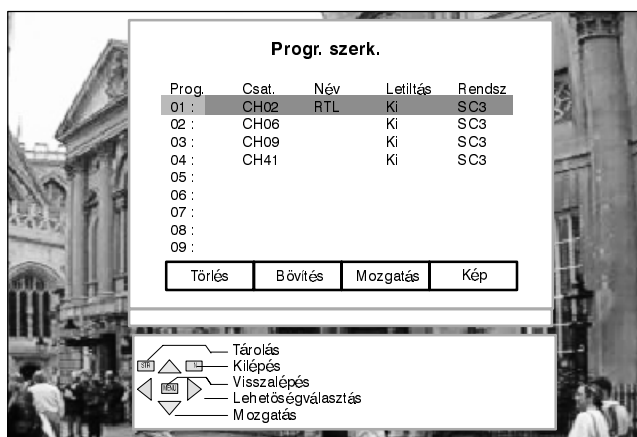 Progr. szerk.
Prog. Csat. Név Letiltás Rendsz
01 : CH02 RTL Ki SC3
02 : CH06 Ki SC3
03 : CH09 Ki SC3
04 : CH41 Ki SC3
05 :
06 :
07 :
08 :
09 :
Törlés Bövítés Mozgatás Kép
Tárolás
STR Kilépés
Visszalépés
MENU Lehetöségválasztás
Mozgatás